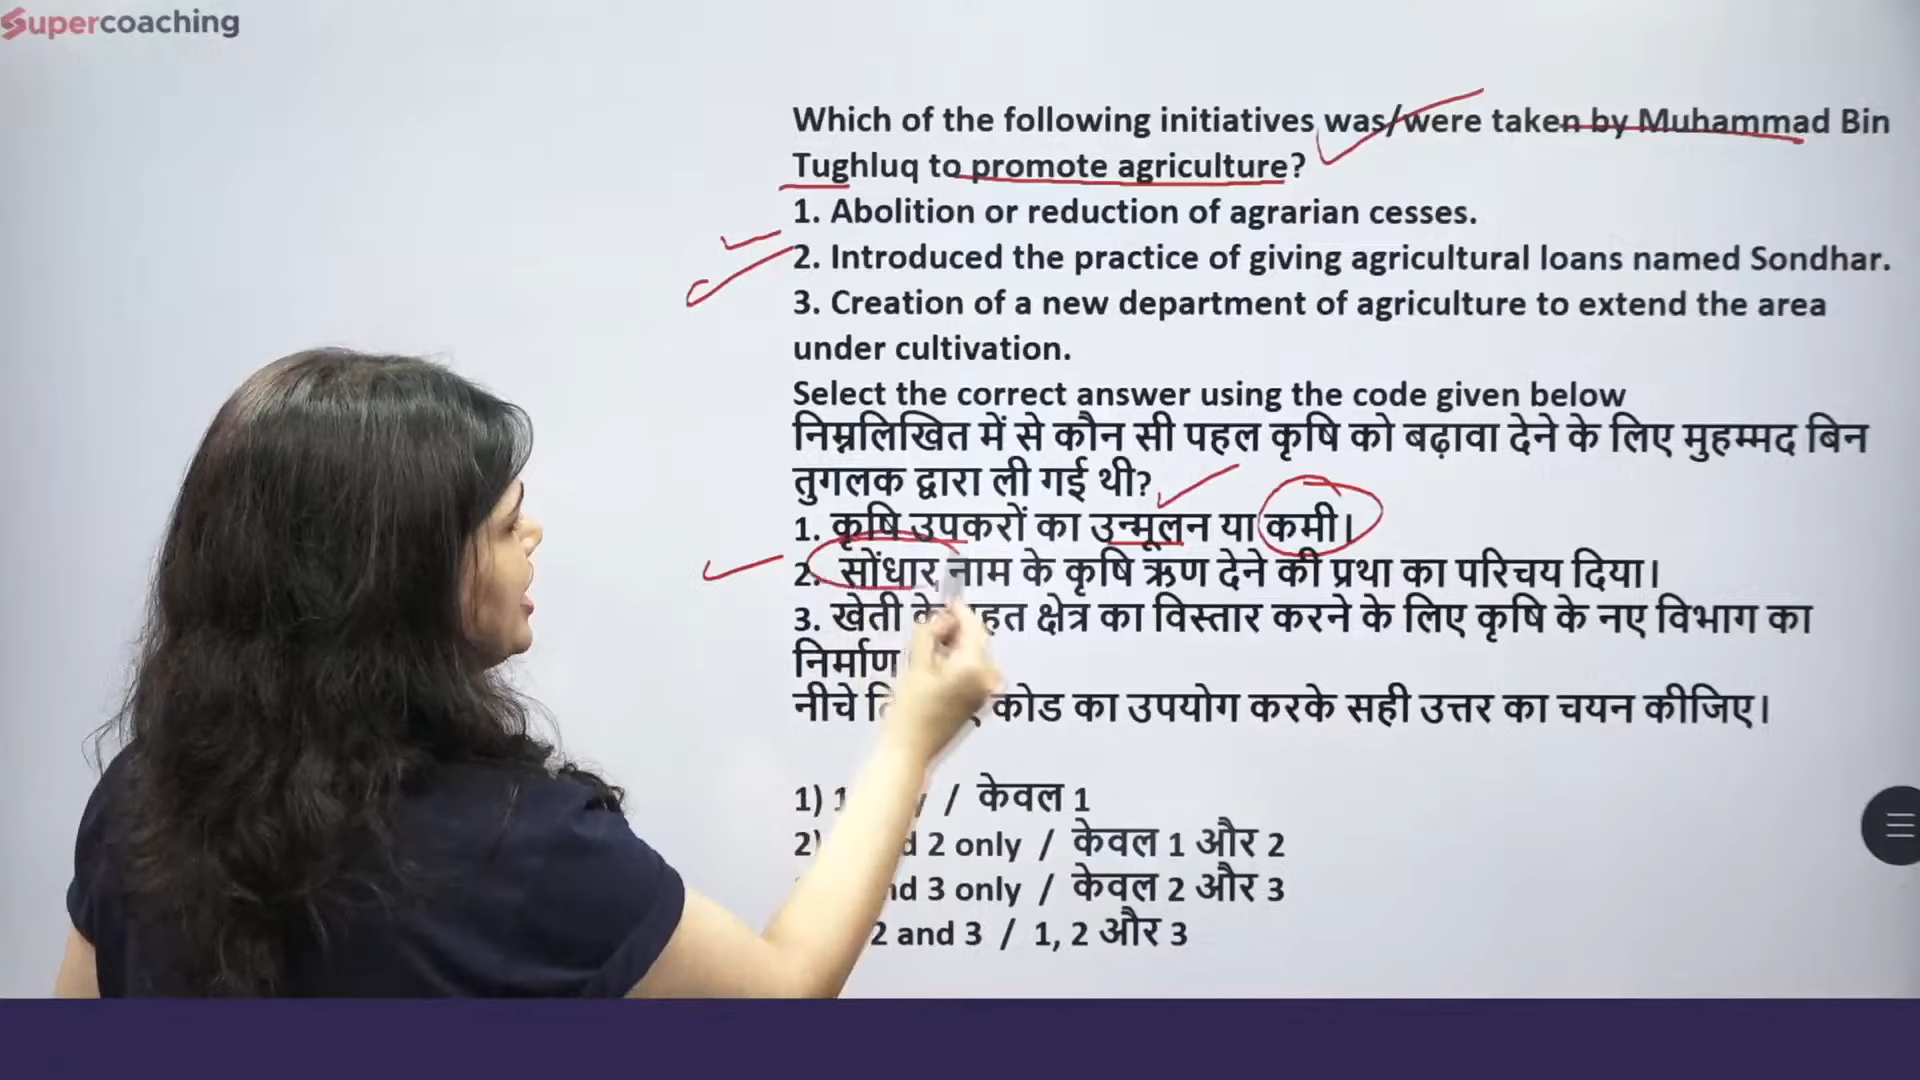 Supercoaching
Which of the following initiatives was/were taken by Muhammad Bin
Tughluq to promote agriculture?
1. Abolition or reduction of agrarian cesses.
2. Introduced the practice of giving agricultural loans named Sondhar.
3. Creation of a new department of agriculture to extend the area
under cultivation.
Select the correct answer using the code given below
निम्नलिखित में से कौन सी पहल कृषि को बढ़ावा देने के लिए मुहम्मद बिन
तुगलक द्वारा ली गई थी?
1. कृषि उपकरों का उन्मूलन या कमी।
2. सोंधार नाम के कृषि ऋण देने की प्रथा का परिचय दिया।
3. खेती के क्षेत्र का विस्तार करने के लिए कृषि के नए विभाग का
निर्माण
नीचे कोड का उपयोग करके सही उत्तर का चयन कीजिए।
1) 1 / केवल 1
2) 2 only / केवल 1 और 2
3 only / केवल 2 और 3
2 and 3 / 1, 2 और 3